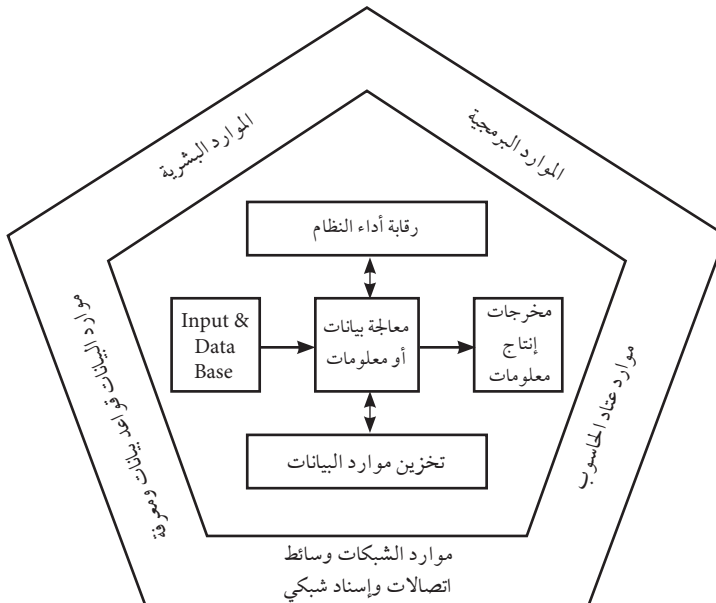 الموارد البشرية
الموارد البرمجية
رقابة أداء النظام
Input &
Data
Base
معالجة بيانات
أو معلومات
مخرجات
إنتاج
معلومات
تخزين موارد البيانات
موارد البيانات قواعد بيانات ومعرفة
موارد عتاد الحاسوب
موارد الشبكات وسائط
اتصالات وإسناد شبكي